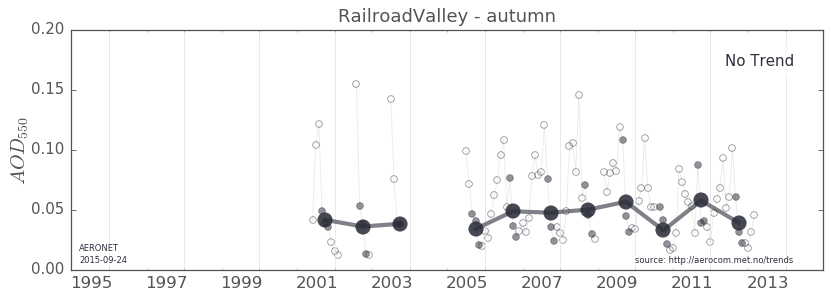 RailroadValley - autumn
0.20
No Trend
0.15
0.10
AOD550
0.05
AERONET
2015-09-24
source: http://aerocom.met.no/trends
0.00
1995 1997 1999 2001 2003 2005 2007 2009 2011 2013